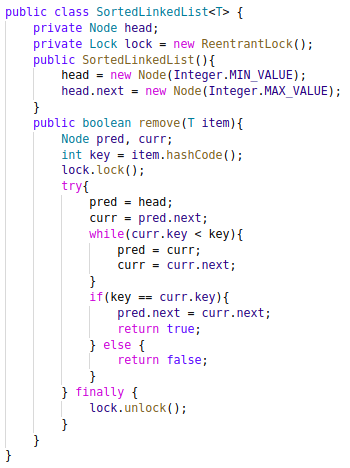 public class SortedLinkedList<T> {
    private Node head;
    private Lock lock = new ReentrantLock();
    public SortedLinkedList(){
        head = new Node(Integer.MIN_VALUE);
        head.next = new Node(Integer.MAX_VALUE);
    }
    public boolean remove(T item){
        Node pred, curr;
        int key = item.hashCode();
        lock.lock();
        try{
            pred = head;
            curr = pred.next;
            while(curr.key < key){
                pred = curr;
                curr = curr.next;
            }
            if(key == curr.key){
                pred.next = curr.next;
                return true;
            } else {
                return false;
            }
        } finally {
            lock.unlock();
        }
    }
}